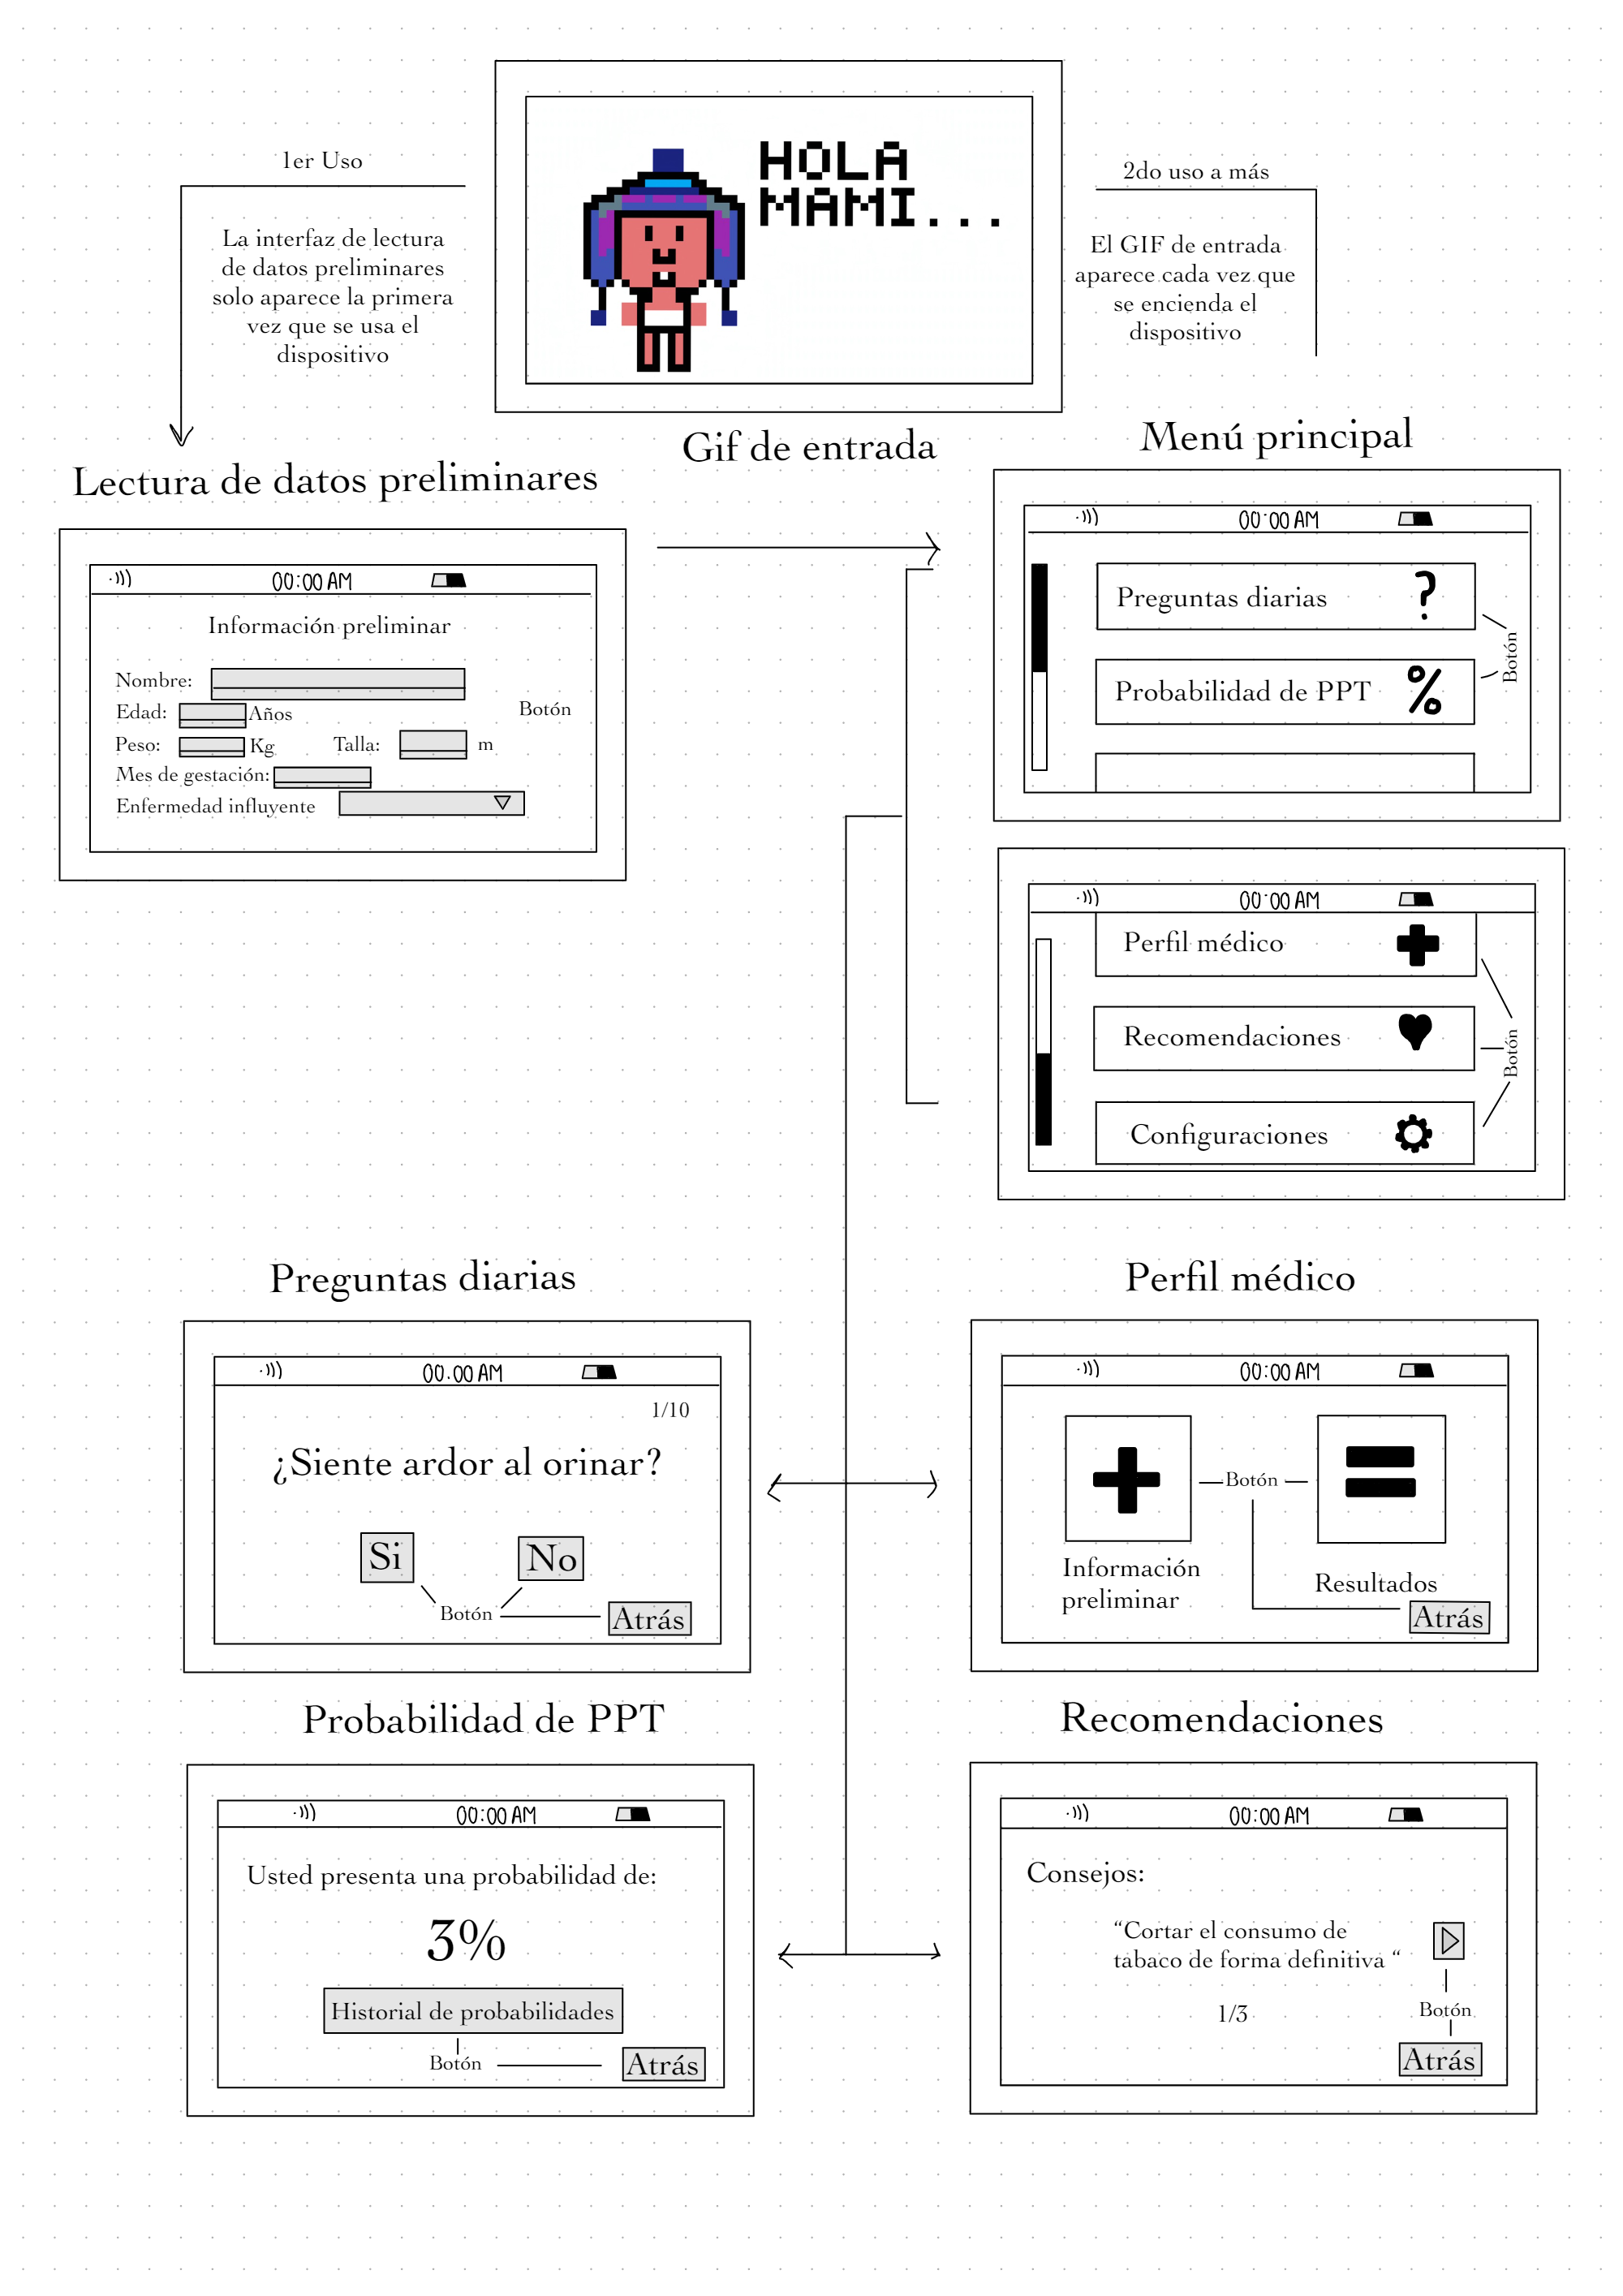 HOLA
MAMI...
1er Uso
La interfaz de lectura
de datos preliminares
solo aparece la primera
vez que se usa el
dispositivo
2do uso a más
El GIF de entrada
aparece cada vez que
se encienda el
dispositivo
Gif de entrada
Lectura de datos preliminares
00:00 AM
Información preliminar
Nombre:
Edad: Años
Botón
Peso: Kg Talla: m
Mes de gestación:
Enfermedad influyente
Menú principal
00:00 AM
Preguntas diarias ?
Probabilidad de PPT %
Botón
00:00 AM
Perfil médico
Recomendaciones
Configuraciones
Botón
Preguntas diarias
00:00 AM
1/10
¿Siente ardor al orinar?
Si No
Botón
Atrás
Perfil médico
00:00 AM
Botón
Información
preliminar
Resultados
Atrás
Probabilidad de PPT
00:00 AM
Usted presenta una probabilidad de:
3%
Historial de probabilidades
Botón
Atrás
Recomendaciones
00:00 AM
Consejos:
“Cortar el consumo de
tabaco de forma definitiva “
1/3
Botón
Atrás